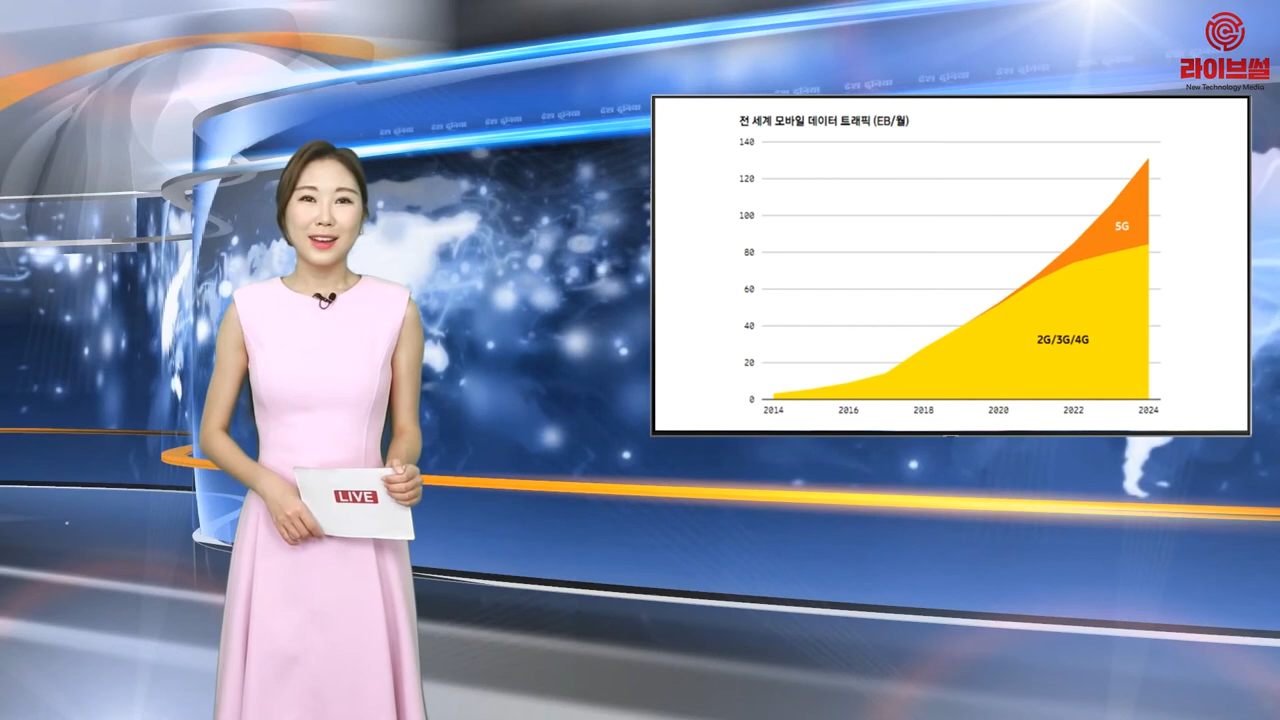 라이브썰
New Technology Media
देश दुनिया
देश दुनिया
देश दुनिया
देश दुनिया
देश दुनिया
देश दुनिया
देश दुनिया
देश दुनिया
전 세계 모바일 데이터 트래픽 (EB/월)
140
120
100
80
60
40
20
0
5G
2G/3G/4G
2014 2016 2018 2020 2022 2024
LIVE